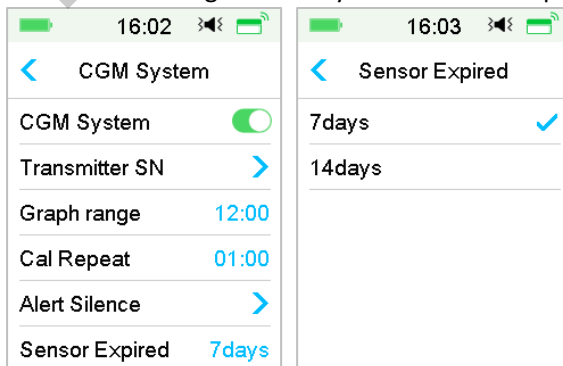 16:02
CGM System
CGM System
Transmitter SN
Graph range 12:00
Cal Repeat 01:00
Alert Silence
Sensor Expired 7days
16:03
Sensor Expired
7days
14days